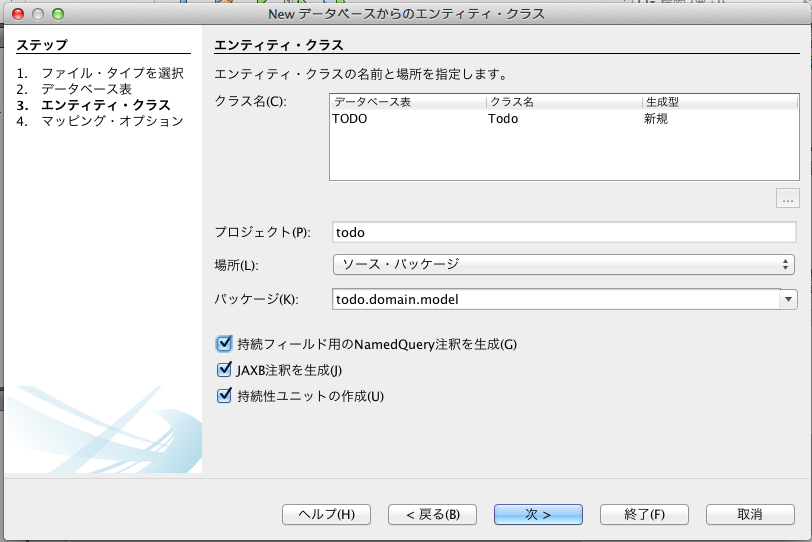 New データベースからのエンティティ・クラス
ステップ
1. ファイル・タイプを選択
2. データベース表
3. エンティティ・クラス
4. マッピング・オプション
エンティティ・クラス
エンティティ・クラスの名前と場所を指定します。
クラス名(C):
データベース表 クラス名 生成型
TODO Todo 新規
...
プロジェクト(P): todo
場所(L): ソース・パッケージ
パッケージ(K): todo.domain.model
持続フィールド用のNamedQuery注釈を生成(G)
JAXB注釈を生成(J)
持続性ユニットの作成(U)
ヘルプ(H) < 戻る(B) 次 > 終了(F) 取消